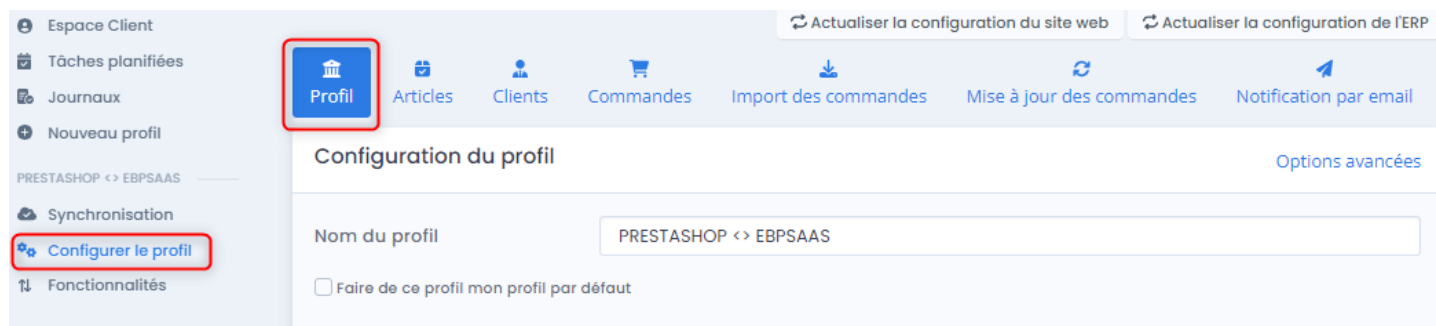 Espace Client
Tâches planifiées
Journaux
Nouveau profil
PRESTASHOP <> EBPSAAS
Synchronisation
Configurer le profil
Fonctionnalités
Actualiser la configuration du site web
Actualiser la configuration de l'ERP
Profil
Articles
Clients
Commandes
Import des commandes
Mise à jour des commandes
Notification par email
Configuration du profil
Options avancées
Nom du profil
PRESTASHOP <> EBPSAAS
Faire de ce profil mon profil par défaut